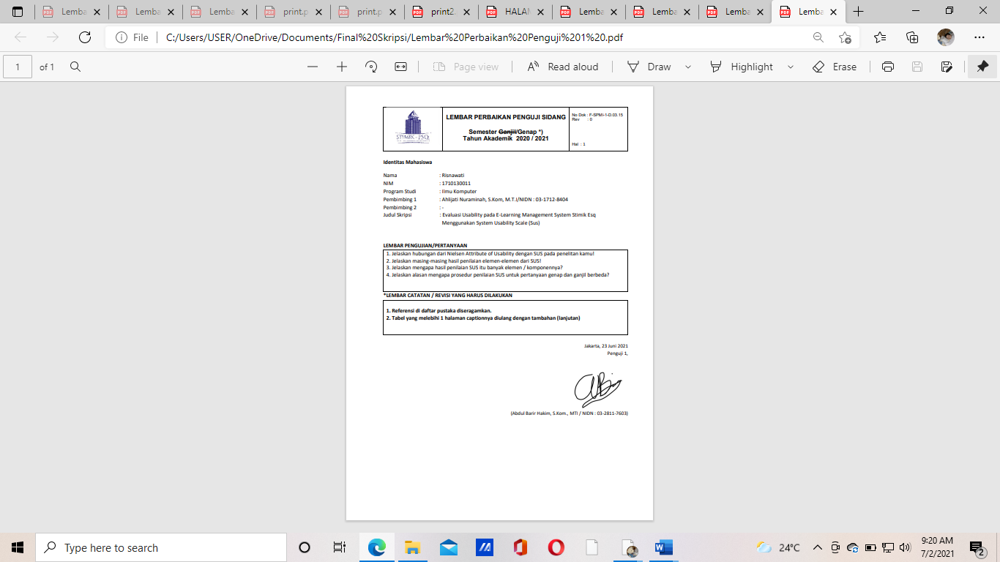 Lemba
Lemba
Lemba
print.p
print.p
print2.
HALAM
Lemba
Lemba
Lemba
Lemba
File
C:/Users/USER/OneDrive/Documents/Final%20Skripsi/Lembar%20Perbaikan%20Penguji%201%20.pdf
1 of 1
Page view
Read aloud
Draw
Highlight
Erase
STIMIK - ESQ
LEMBAR PERBAIKAN PENGUJI SIDANG
Semester Ganjil/Genap *)
Tahun Akademik 2020 / 2021
No Dok : F-SPMI-1-D.03.15
Rev : 0
Hal : 1
Identitas Mahasiswa
Nama : Risnawati
NIM : 1710130011
Program Studi : Ilmu Komputer
Pembimbing 1 : Ahlijati Nuraminah, S.Kom, M.T.I/NIDN : 03-1712-8404
Pembimbing 2 : -
Judul Skripsi : Evaluasi Usability pada E-Learning Management System Stimik Esq
Menggunakan System Usability Scale (Sus)
LEMBAR PENGUJIAN/PERTANYAAN
1. Jelaskan hubungan dari Nielsen Attribute of Usability dengan SUS pada penelitan kamu!
2. Jelaskan masing-masing hasil penilaian elemen-elemen dari SUS!
3. Jelaskan mengapa hasil penilaian SUS itu banyak elemen / komponennya?
4. Jelaskan alasan mengapa prosedur penilaian SUS untuk pertanyaan genap dan ganjil berbeda?
*LEMBAR CATATAN / REVISI YANG HARUS DILAKUKAN
1. Referensi di daftar pustaka diseragamkan.
2. Tabel yang melebihi 1 halaman captionnya diulang dengan tambahan (lanjutan)
Jakarta, 23 Juni 2021
Penguji 1,
(Abdul Barir Hakim, S.Kom., MTI / NIDN : 03-2811-7603)
Type here to search
24°C
9:20 AM
7/2/2021
2